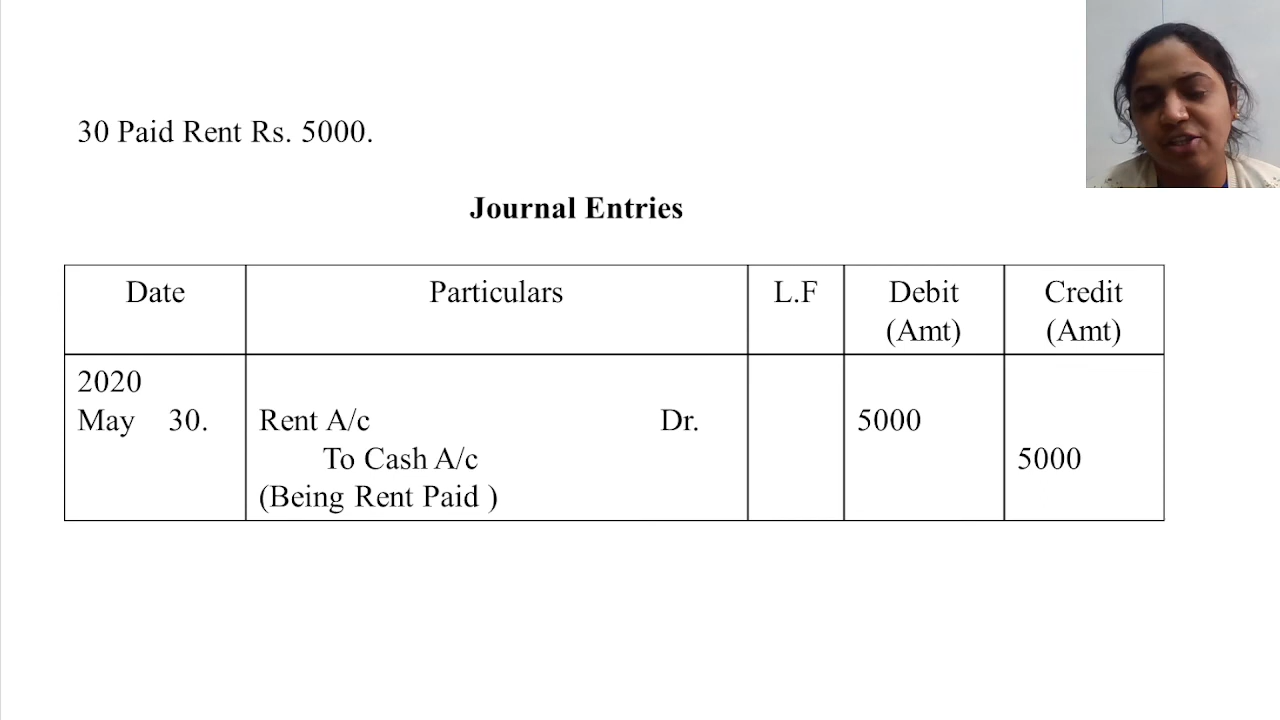 30 Paid Rent Rs. 5000.
Journal Entries
Date Particulars L.F Debit (Amt) Credit (Amt)
2020
May 30. Rent A/c Dr. 5000
To Cash A/c 5000
(Being Rent Paid )